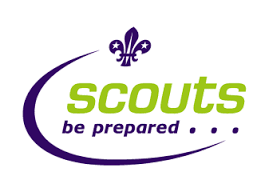 scouts
be prepared . . .